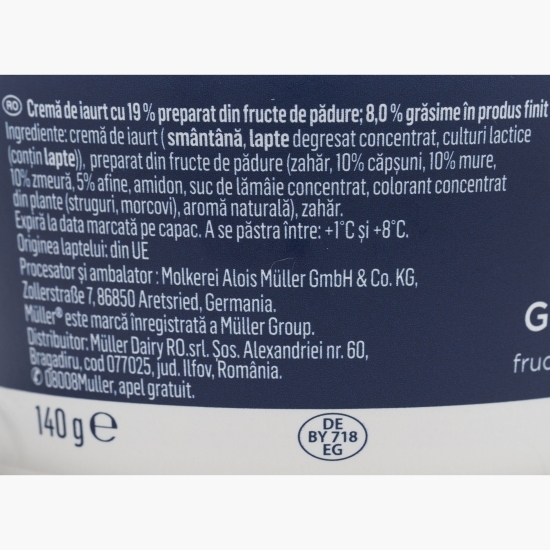 RO Cremă de iaurt cu 19% preparat din fructe de pădure; 8,0% grăsime în produs finit
Ingrediente: cremă de iaurt (smântână, lapte degresat concentrat, culturi lactice
(conțin lapte)), preparat din fructe de pădure (zahăr, 10% căpșuni, 10% mure,
10% zmeură, 5% afine, amidon, suc de lămâie concentrat, colorant concentrat
din plante (struguri, morcovi), aromă naturală), zahăr.
Expiră la data marcată pe capac. A se păstra între: +1°C și +8°C.
Originea laptelui: din UE
Procesator și ambalator : Molkerei Alois Müller GmbH & Co. KG,
Zollerstraße 7, 86850 Aretsried, Germania.
Müller® este marcă înregistrată a Müller Group.
Distribuitor: Müller Dairy RO.srl. Șos. Alexandriei nr. 60,
Bragadiru, cod 077025, jud. Ilfov, România.
08008Muller, apel gratuit.
G
fruc
140 g e
DE
BY 718
EG